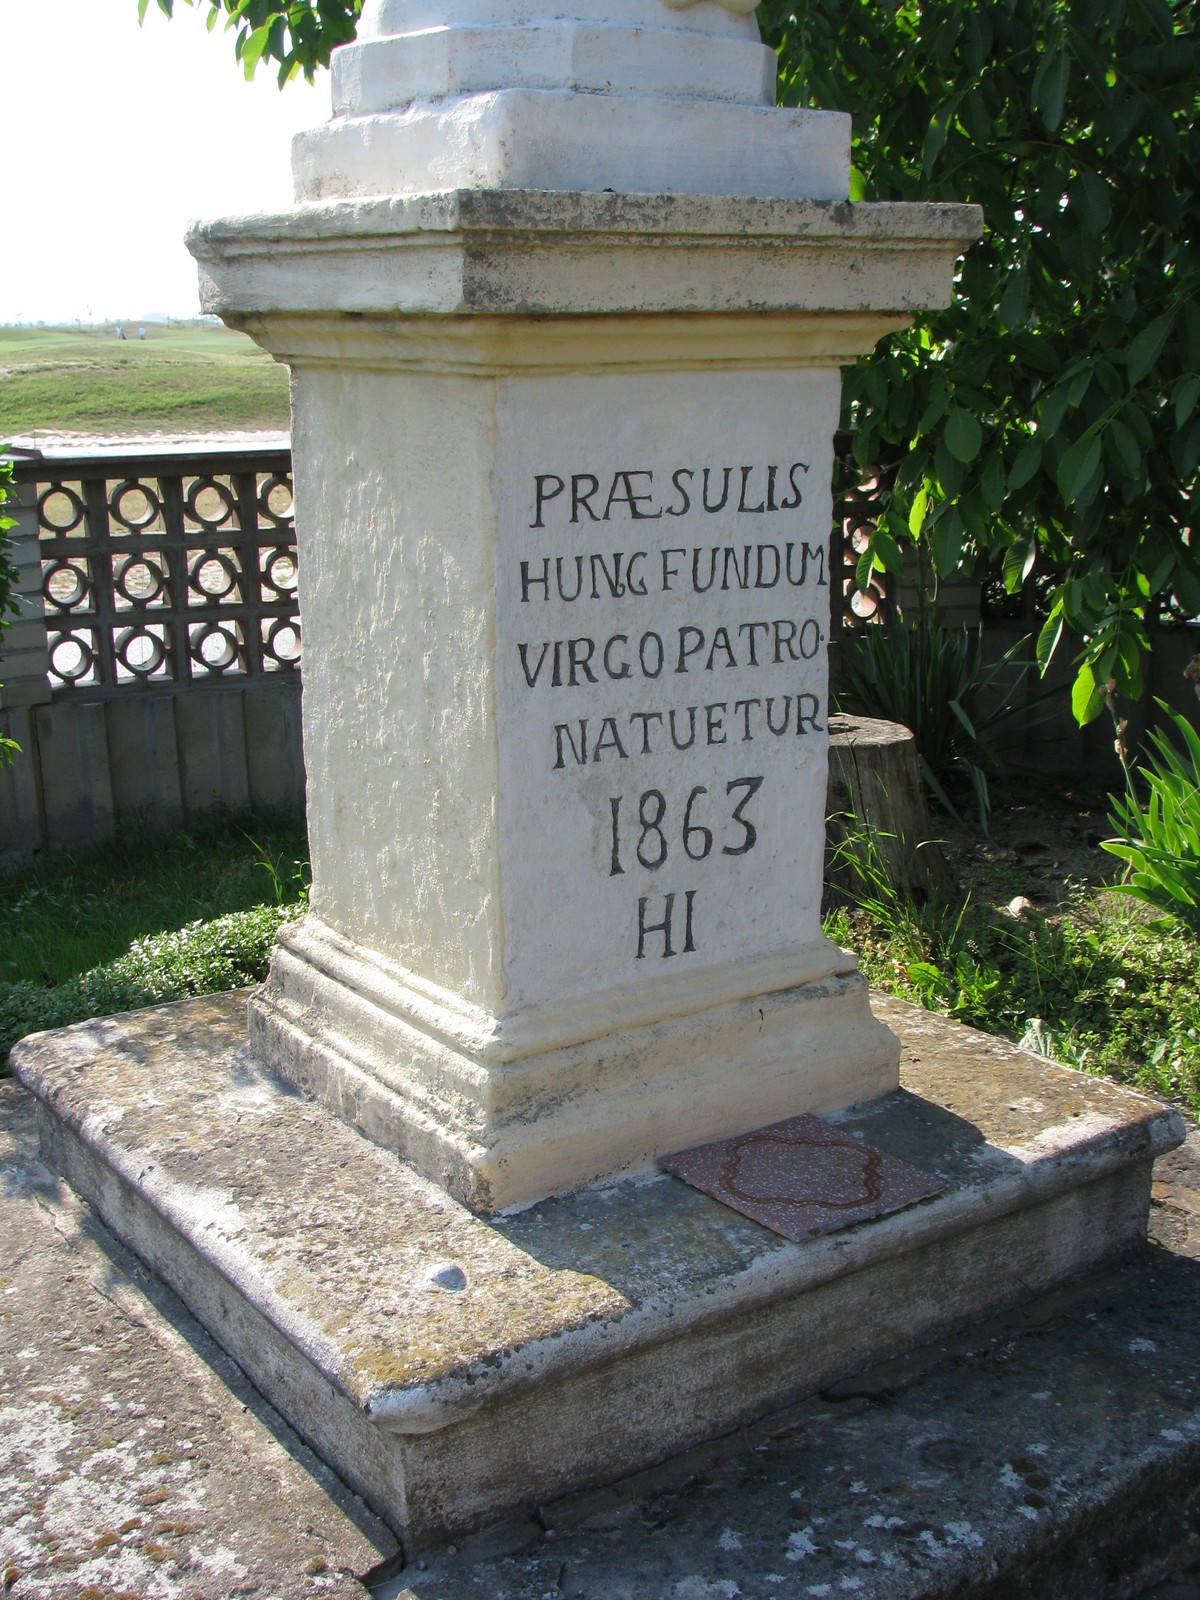 PRÆSULIS
HUNG FUNDUM
VIRGO PATRO·
NATUETUR
1863
HI